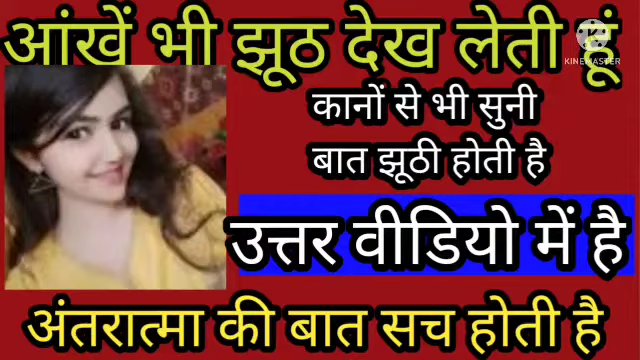 आंखें भी झूठ देख लेती हूं
KINEMASTER
कानों से भी सुनी
बात झूठी होती है
उत्तर वीडियो में है
अंतरात्मा की बात सच होती है